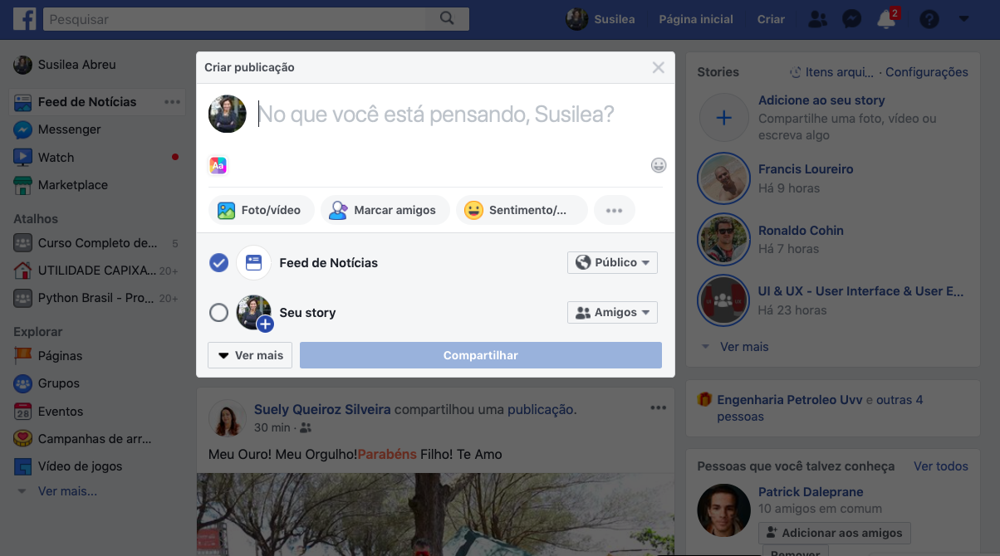 Pesquisar
Susilea
Página inicial
Criar
2
Susilea Abreu
Feed de Notícias
Messenger
Watch
Marketplace
Atalhos
Curso Completo de... 5
UTILIDADE CAPIXA... 20+
Python Brasil - Pro... 20+
Explorar
Páginas
Grupos
28
Eventos
Campanhas de arr...
Vídeo de jogos
Ver mais...
Criar publicação
No que você está pensando, Susilea?
Aa
Foto/vídeo
Marcar amigos
Sentimento/...
Feed de Notícias
Público
Seu story
Amigos
Ver mais
Compartilhar
Suely Queiroz Silveira compartilhou uma publicação.
30 min ·
Meu Ouro! Meu Orgulho!Parabéns Filho! Te Amo
Stories
Itens arqui... · Configurações
Adicione ao seu story
Compartilhe uma foto, vídeo ou
escreva algo
Francis Loureiro
Há 9 horas
Ronaldo Cohin
Há 7 horas
UI & UX - User Interface & User E...
Há 23 horas
Ver mais
Engenharia Petroleo Uvv e outras 4
pessoas
Pessoas que você talvez conheça
Ver todos
Patrick Daleprane
10 amigos em comum
Adicionar aos amigos
Remover